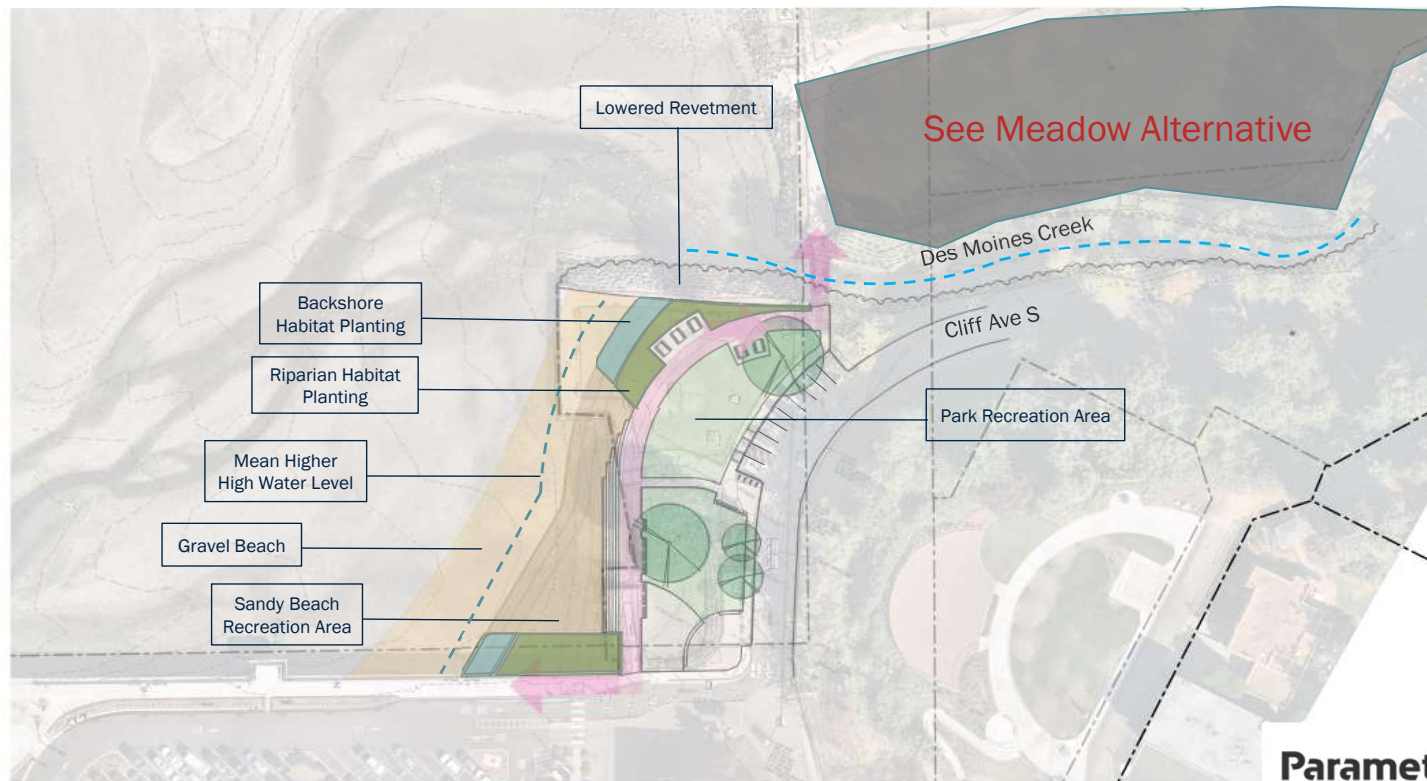 See Meadow Alternative
Lowered Revetment
Des Moines Creek
Cliff Ave S
Backshore
Habitat Planting
Riparian Habitat
Planting
Park Recreation Area
Mean Higher
High Water Level
Gravel Beach
Sandy Beach
Recreation Area
Paramet